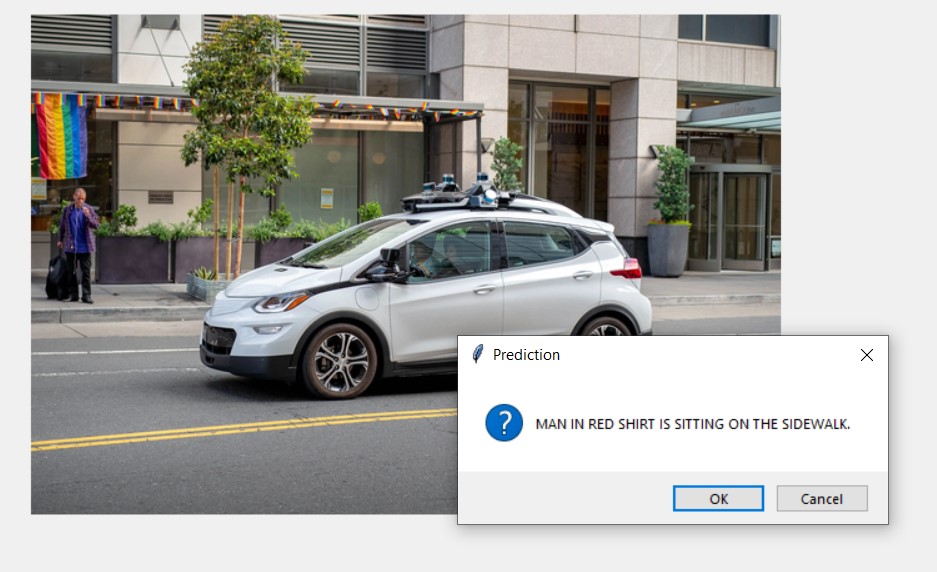 Prediction
MAN IN RED SHIRT IS SITTING ON THE SIDEWALK.
OK
Cancel